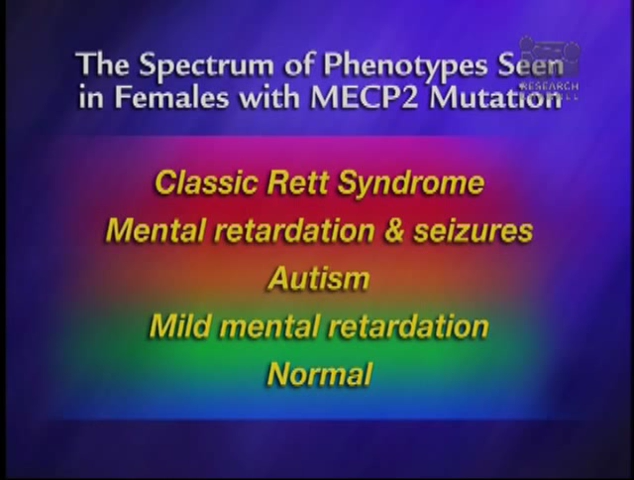 The Spectrum of Phenotypes Seen
in Females with MECP2 Mutation
RESEARCH
Classic Rett Syndrome
Mental retardation & seizures
Autism
Mild mental retardation
Normal